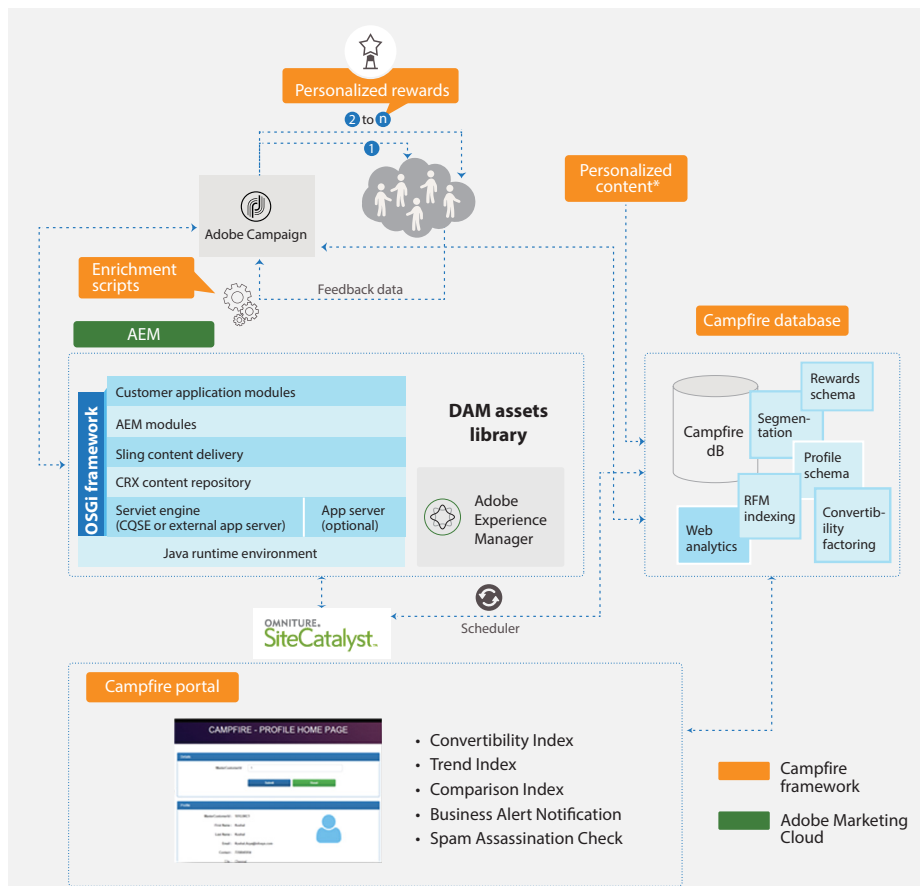 Personalized rewards
2 to n
1
Personalized
content*
Adobe Campaign
Enrichment
scripts
Feedback data
AEM
Campfire database
OSGi framework
Customer application modules
AEM modules
Sling content delivery
CRX content repository
Serviet engine
(CQSE or external app server)
App server
(optional)
Java runtime environment
DAM assets
library
Adobe
Experience
Manager
Campfire
dB
Rewards
schema
Segmen-
tation
Profile
schema
RFM
indexing
Convertib-
ility
factoring
Web
analytics
OMNITURE.
SiteCatalyst™
Scheduler
Campfire portal
CAMPFIRE - PROFILE HOME PAGE
• Convertibility Index
• Trend Index
• Comparison Index
• Business Alert Notification
• Spam Assassination Check
Campfire
framework
Adobe Marketing
Cloud